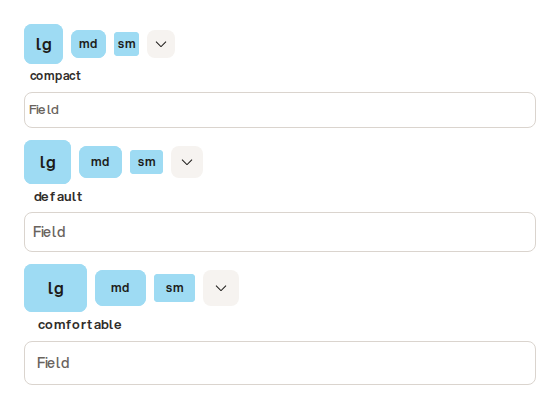 lg md sm
compact
Field
lg md sm
default
Field
lg md sm
comfortable
Field